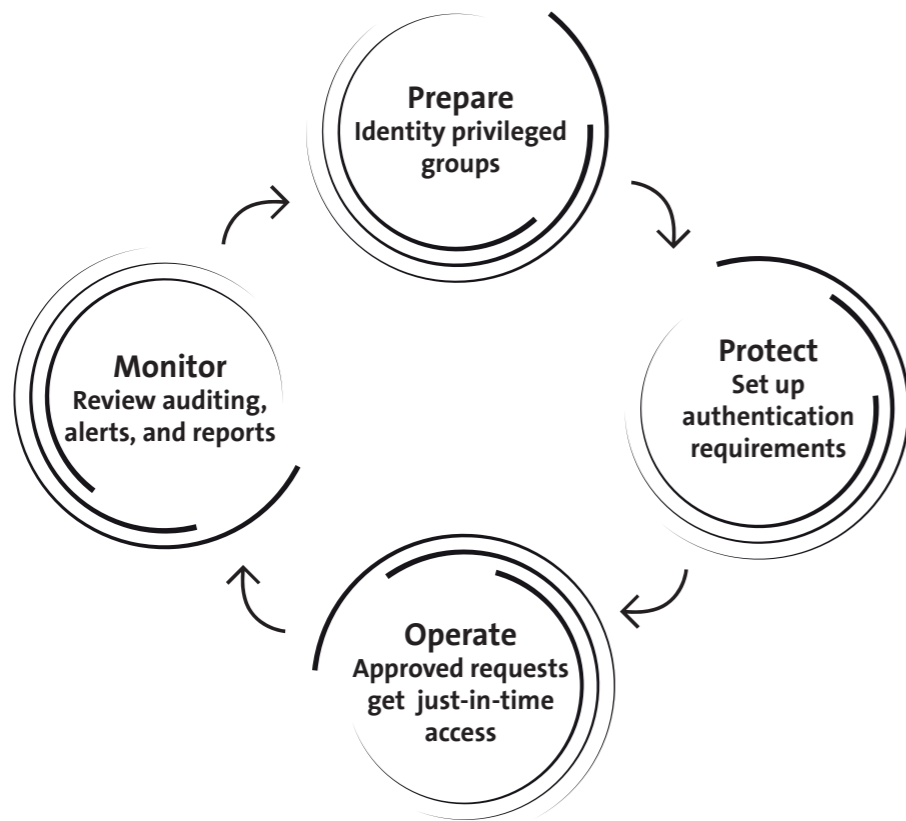 Prepare
Identity privileged
groups
Protect
Set up
authentication
requirements
Operate
Approved requests
get just-in-time
access
Monitor
Review auditing,
alerts, and reports